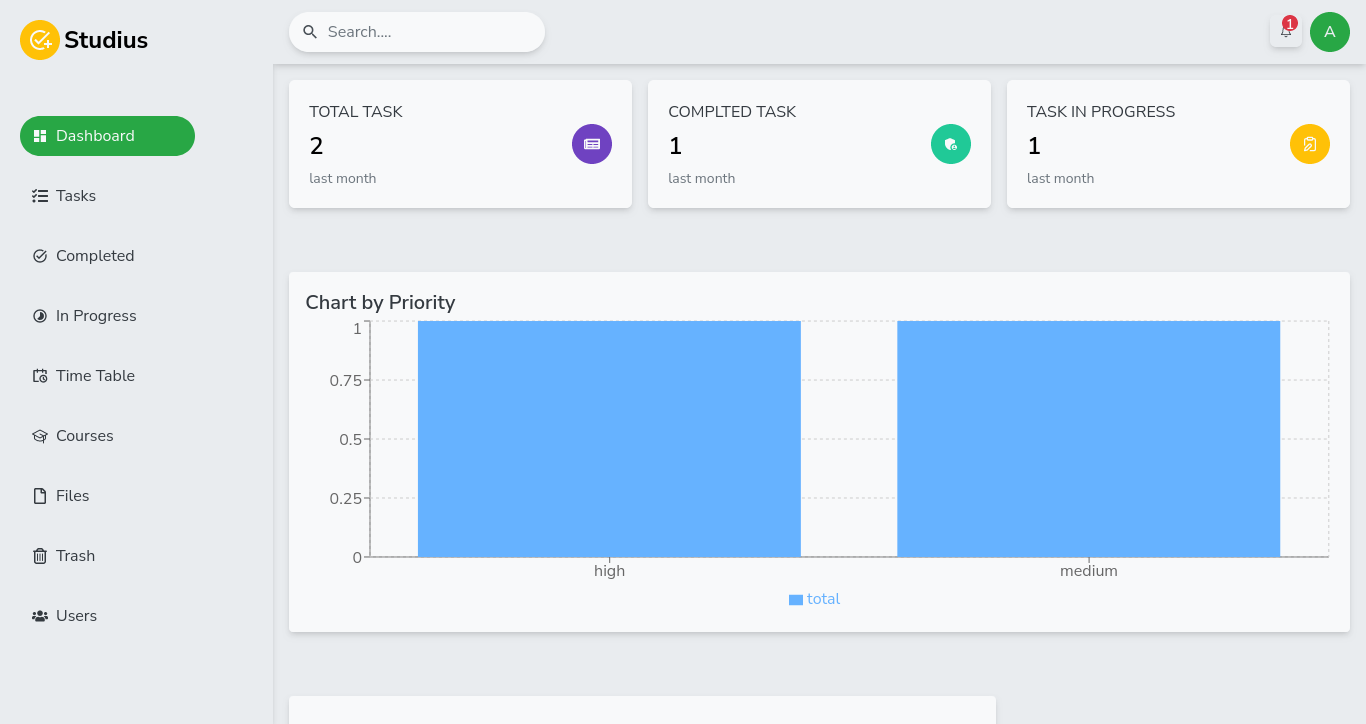 Studius
Search....
1
A
Dashboard
Tasks
Completed
In Progress
Time Table
Courses
Files
Trash
Users
TOTAL TASK
2
last month
COMPLTED TASK
1
last month
TASK IN PROGRESS
1
last month
Chart by Priority
1
0.75
0.5
0.25
0
high
medium
total